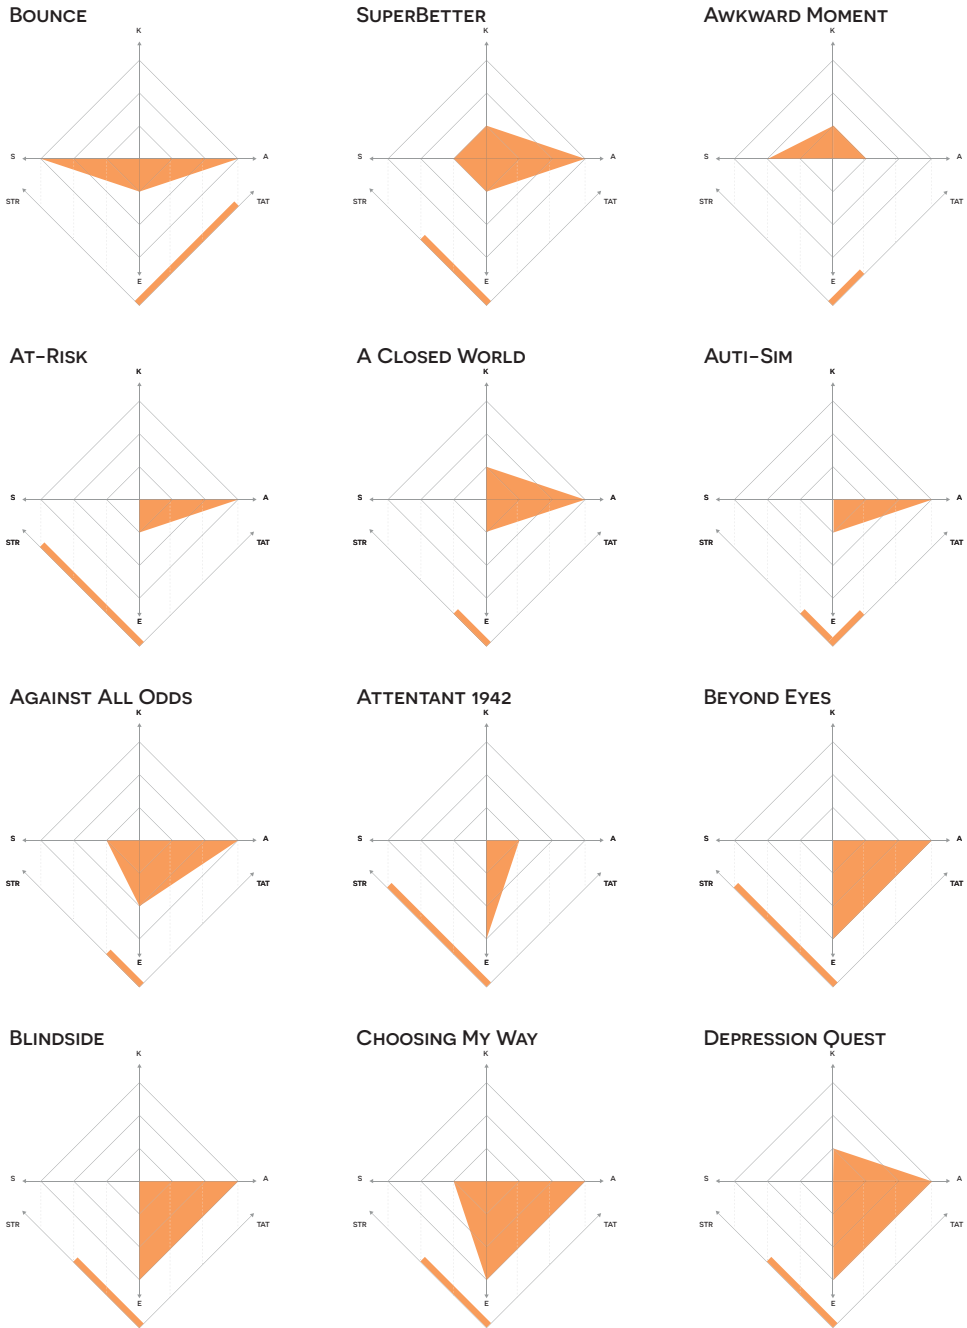 Bounce SuperBetter Awkward Moment
K K K
S A S A S A
STR TAT STR TAT STR TAT
E E E
At-Risk A Closed World Auti-Sim
K K K
S A S A S A
STR TAT STR TAT STR TAT
E E E
Against All Odds Attentant 1942 Beyond Eyes
K K K
S A S A S A
STR TAT STR TAT STR TAT
E E E
Blindside Choosing My Way Depression Quest
K K K
S A S A S A
STR TAT STR TAT STR TAT
E E E